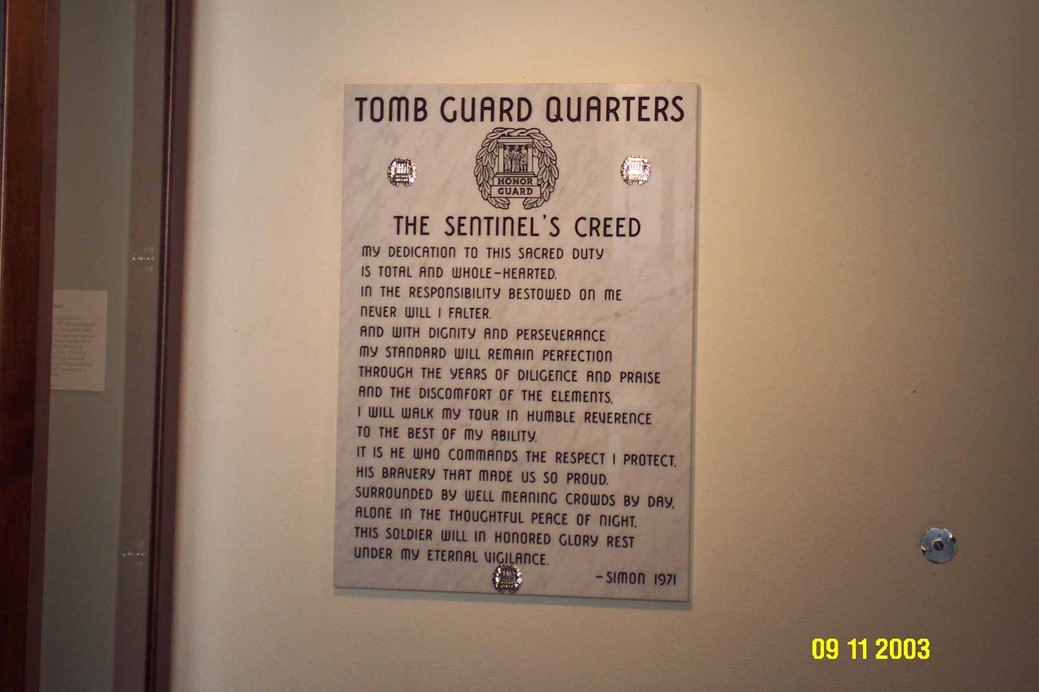 TOMB GUARD QUARTERS
HONOR
GUARD
THE SENTINEL'S CREED
MY DEDICATION TO THIS SACRED DUTY
IS TOTAL AND WHOLE-HEARTED.
IN THE RESPONSIBILITY BESTOWED ON ME
NEVER WILL I FALTER.
AND WITH DIGNITY AND PERSEVERANCE
MY STANDARD WILL REMAIN PERFECTION
THROUGH THE YEARS OF DILIGENCE AND PRAISE
AND THE DISCOMFORT OF THE ELEMENTS,
I WILL WALK MY TOUR IN HUMBLE REVERENCE
TO THE BEST OF MY ABILITY.
IT IS HE WHO COMMANDS THE RESPECT I PROTECT,
HIS BRAVERY THAT MADE US SO PROUD.
SURROUNDED BY WELL MEANING CROWDS BY DAY,
ALONE IN THE THOUGHTFUL PEACE OF NIGHT,
THIS SOLDIER WILL IN HONORED GLORY REST
UNDER MY ETERNAL VIGILANCE.
-SIMON 1971
09 11 2003